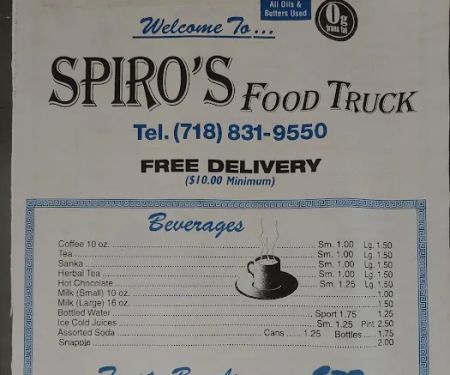 All Oils &
Butters Used
0g
trans fat
Welcome To...
SPIRO'S FOOD TRUCK
Tel. (718) 831-9550
FREE DELIVERY
($10.00 Minimum)
Beverages
Coffee 10 oz. Sm. 1.00 Lg. 1.50
Tea Sm. 1.00 Lg. 1.50
Sanka Sm. 1.00 Lg. 1.50
Herbal Tea Sm. 1.00 Lg. 1.50
Hot Chocolate Sm. 1.25 Lg. 1.50
Milk (Small) 10 oz. 1.00
Milk (Large) 16 oz. 1.50
Bottled Water Sport 1.75 1.25
Ice Cold Juices Sm. 1.25 Pint 2.50
Assorted Soda Cans 1.25 Bottles 1.75
Snapple 2.00